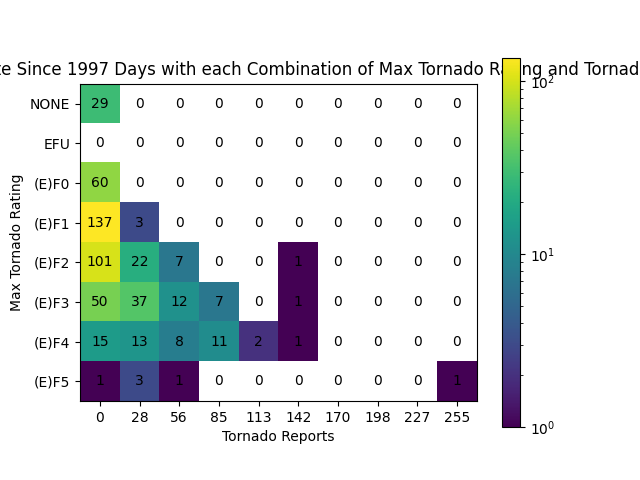 Since 1997 Days with each Combination of Max Tornado Rating and
NONE 29 0 0 0 0 0 0 0 0 0
EFU 0 0 0 0 0 0 0 0 0 0
(E)F0 60 0 0 0 0 0 0 0 0 0
(E)F1 137 3 0 0 0 0 0 0 0 0
(E)F2 101 22 7 0 0 1 0 0 0 0
(E)F3 50 37 12 7 0 1 0 0 0 0
(E)F4 15 13 8 11 2 1 0 0 0 0
(E)F5 1 3 1 0 0 0 0 0 0 1
0 28 56 85 113 142 170 198 227 255
Tornado Reports
Max Tornado Rating
10²
10¹
10⁰